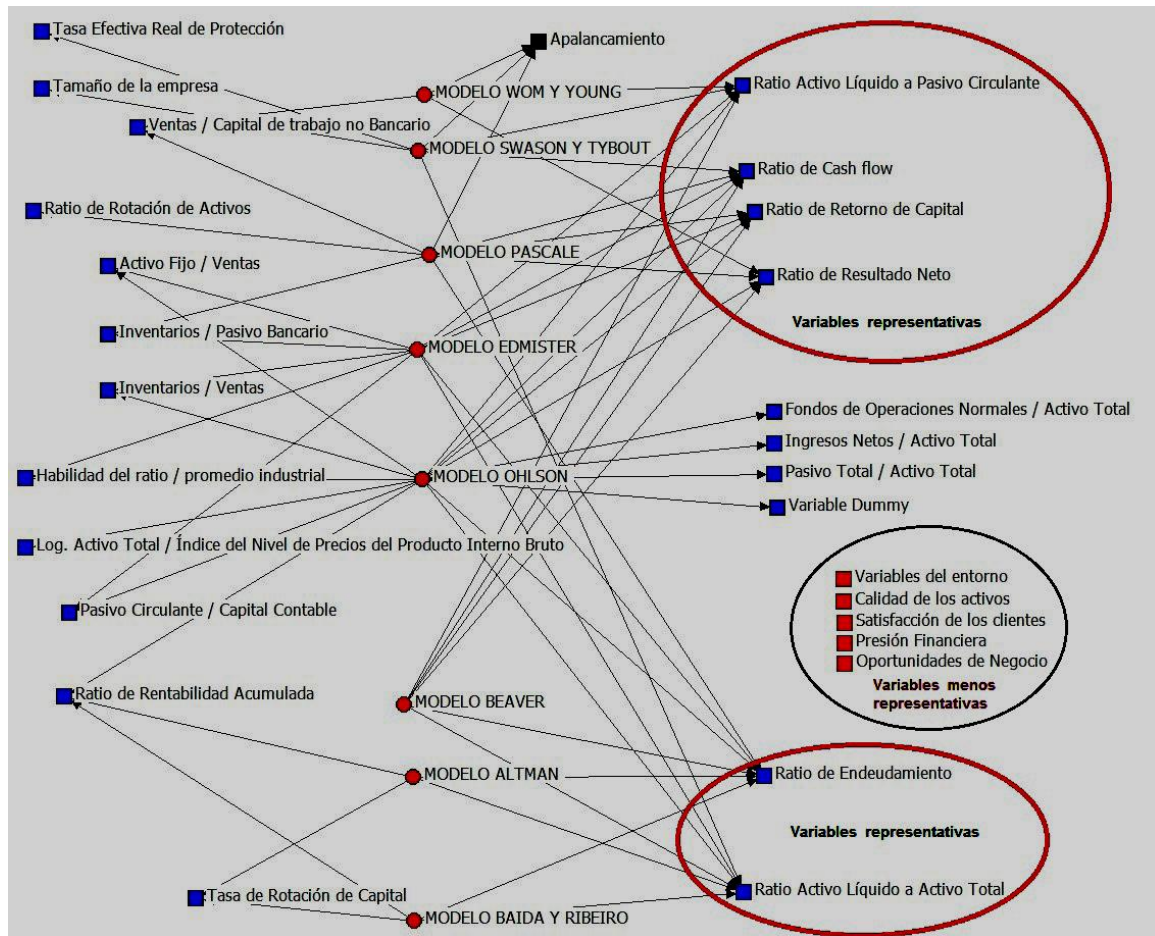 Tasa Efectiva Real de Protección
Apalancamiento
Tamaño de la empresa
MODELO WOM Y YOUNG
Ratio Activo Líquido a Pasivo Circulante
Ventas / Capital de trabajo no Bancario
MODELO SWASON Y TYBOUT
Ratio de Cash flow
Ratio de Rotación de Activos
Ratio de Retorno de Capital
MODELO PASCALE
Activo Fijo / Ventas
Ratio de Resultado Neto
Variables representativas
Inventarios / Pasivo Bancario
MODELO EDMISTER
Inventarios / Ventas
Fondos de Operaciones Normales / Activo Total
Ingresos Netos / Activo Total
Habilidad del ratio / promedio industrial
MODELO OHLSON
Pasivo Total / Activo Total
Variable Dummy
Log. Activo Total / Índice del Nivel de Precios del Producto Interno Bruto
Variables del entorno
Calidad de los activos
Satisfacción de los clientes
Presión Financiera
Oportunidades de Negocio
Variables menos
representativas
Pasivo Circulante / Capital Contable
Ratio de Rentabilidad Acumulada
MODELO BEAVER
MODELO ALTMAN
Ratio de Endeudamiento
Variables representativas
Tasa de Rotación de Capital
Ratio Activo Líquido a Activo Total
MODELO BAIDA Y RIBEIRO